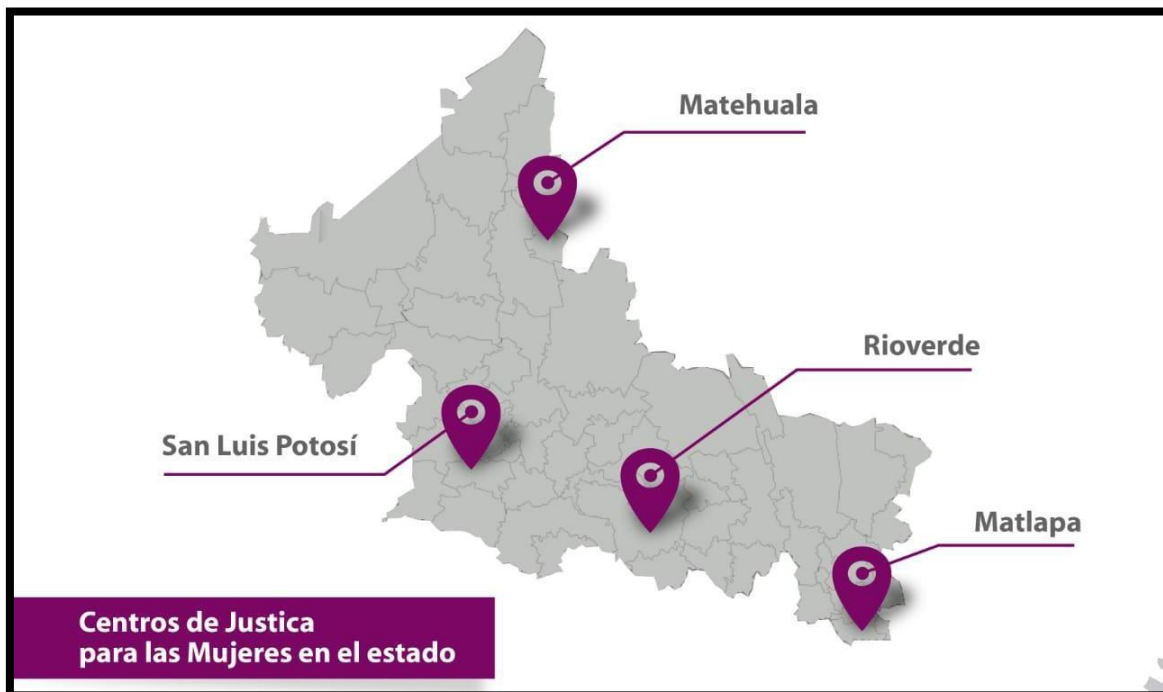 Matehuala
Rioverde
San Luis Potosí
Matlapa
Centros de Justica
para las Mujeres en el estado